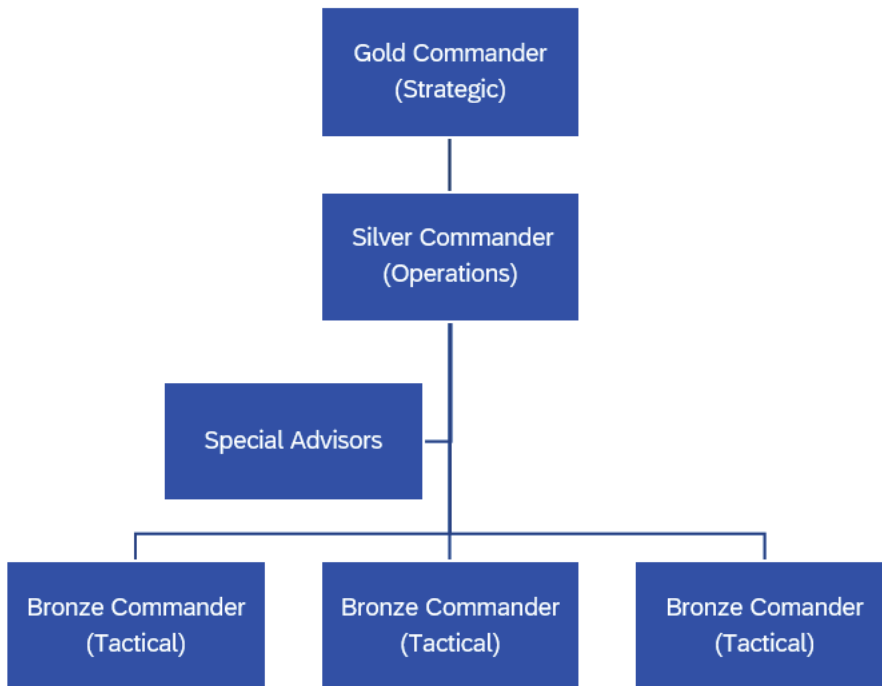 Gold Commander
(Strategic)
Silver Commander
(Operations)
Special Advisors
Bronze Commander
(Tactical)
Bronze Commander
(Tactical)
Bronze Comander
(Tactical)